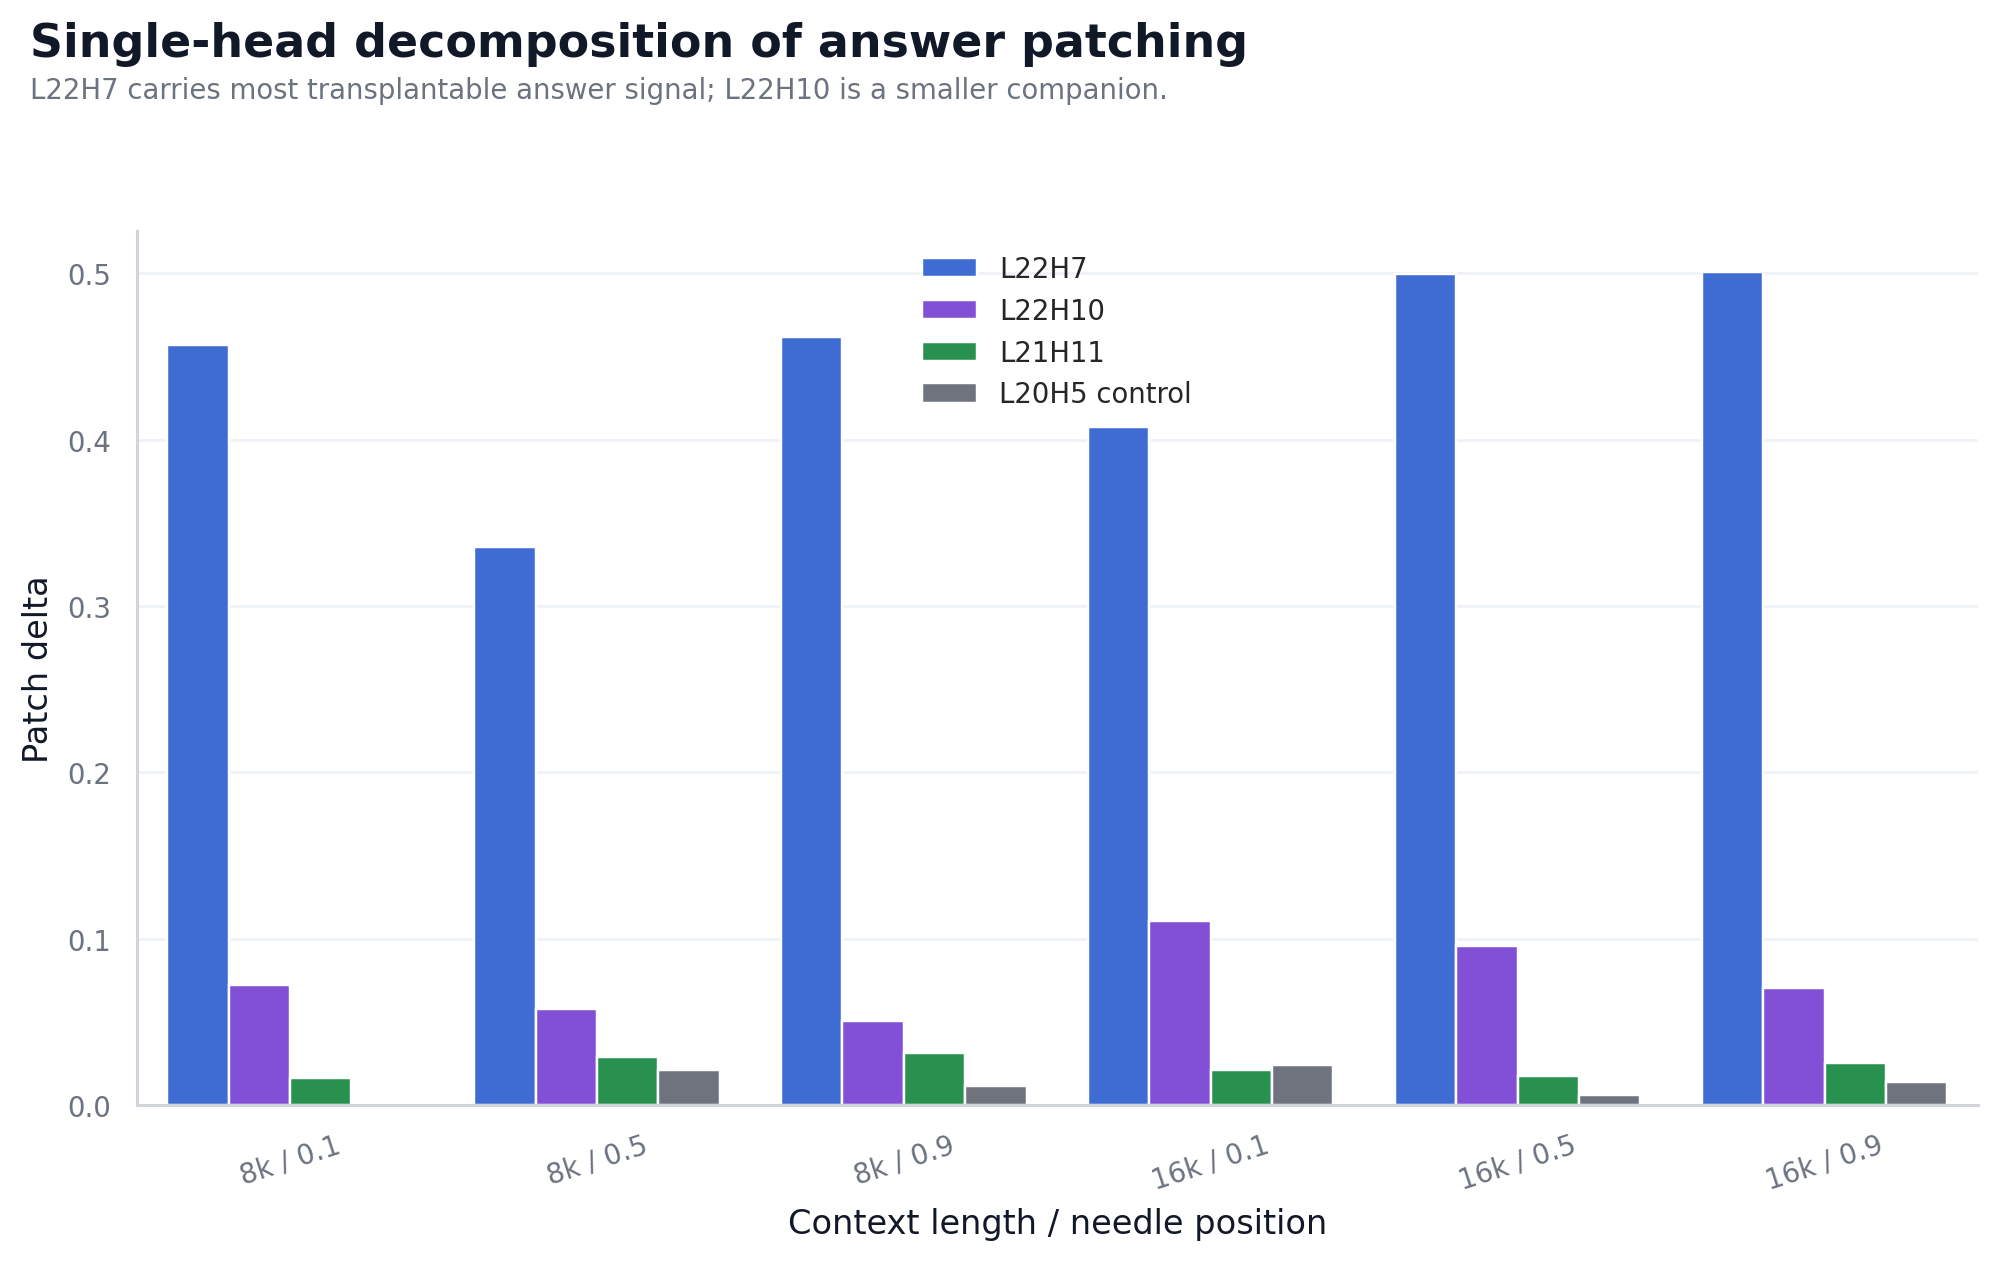 Single-head decomposition of answer patching
L22H7 carries most transplantable answer signal; L22H10 is a smaller companion.
L22H7
L22H10
L21H11
L20H5 control
Patch delta
0.5
0.4
0.3
0.2
0.1
0.0
8k / 0.1
8k / 0.5
8k / 0.9
16k / 0.1
16k / 0.5
16k / 0.9
Context length / needle position